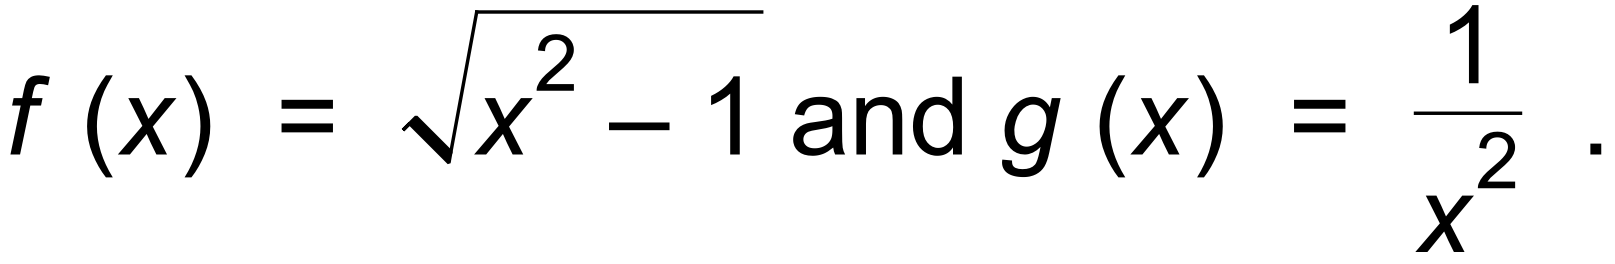 f (x) = √(x² – 1) and g (x) = 1/x² .